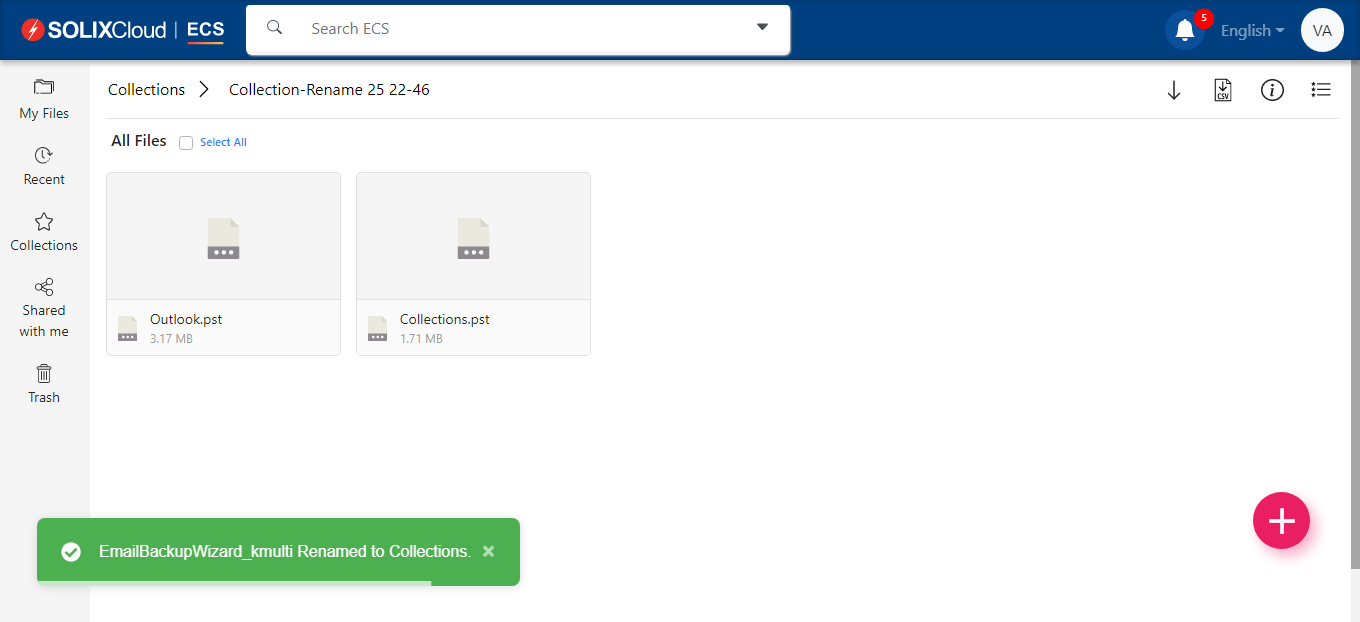 SOLIXCloud | ECS
Search ECS
5
English
VA
My Files
Recent
Collections
Shared
with me
Trash
Collections
Collection-Rename 25 22-46
CSV
All Files
Select All
Outlook.pst
3.17 MB
Collections.pst
1.71 MB
EmailBackupWizard_kmulti Renamed to Collections.